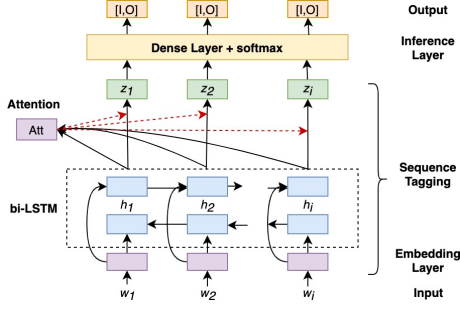 [I,O] [I,O] [I,O] Output
Dense Layer + softmax
Inference
Layer
z1 z2 zi
Attention
Att
Sequence
Tagging
bi-LSTM
h1 h2 hi
Embedding
Layer
w1 w2 wi Input